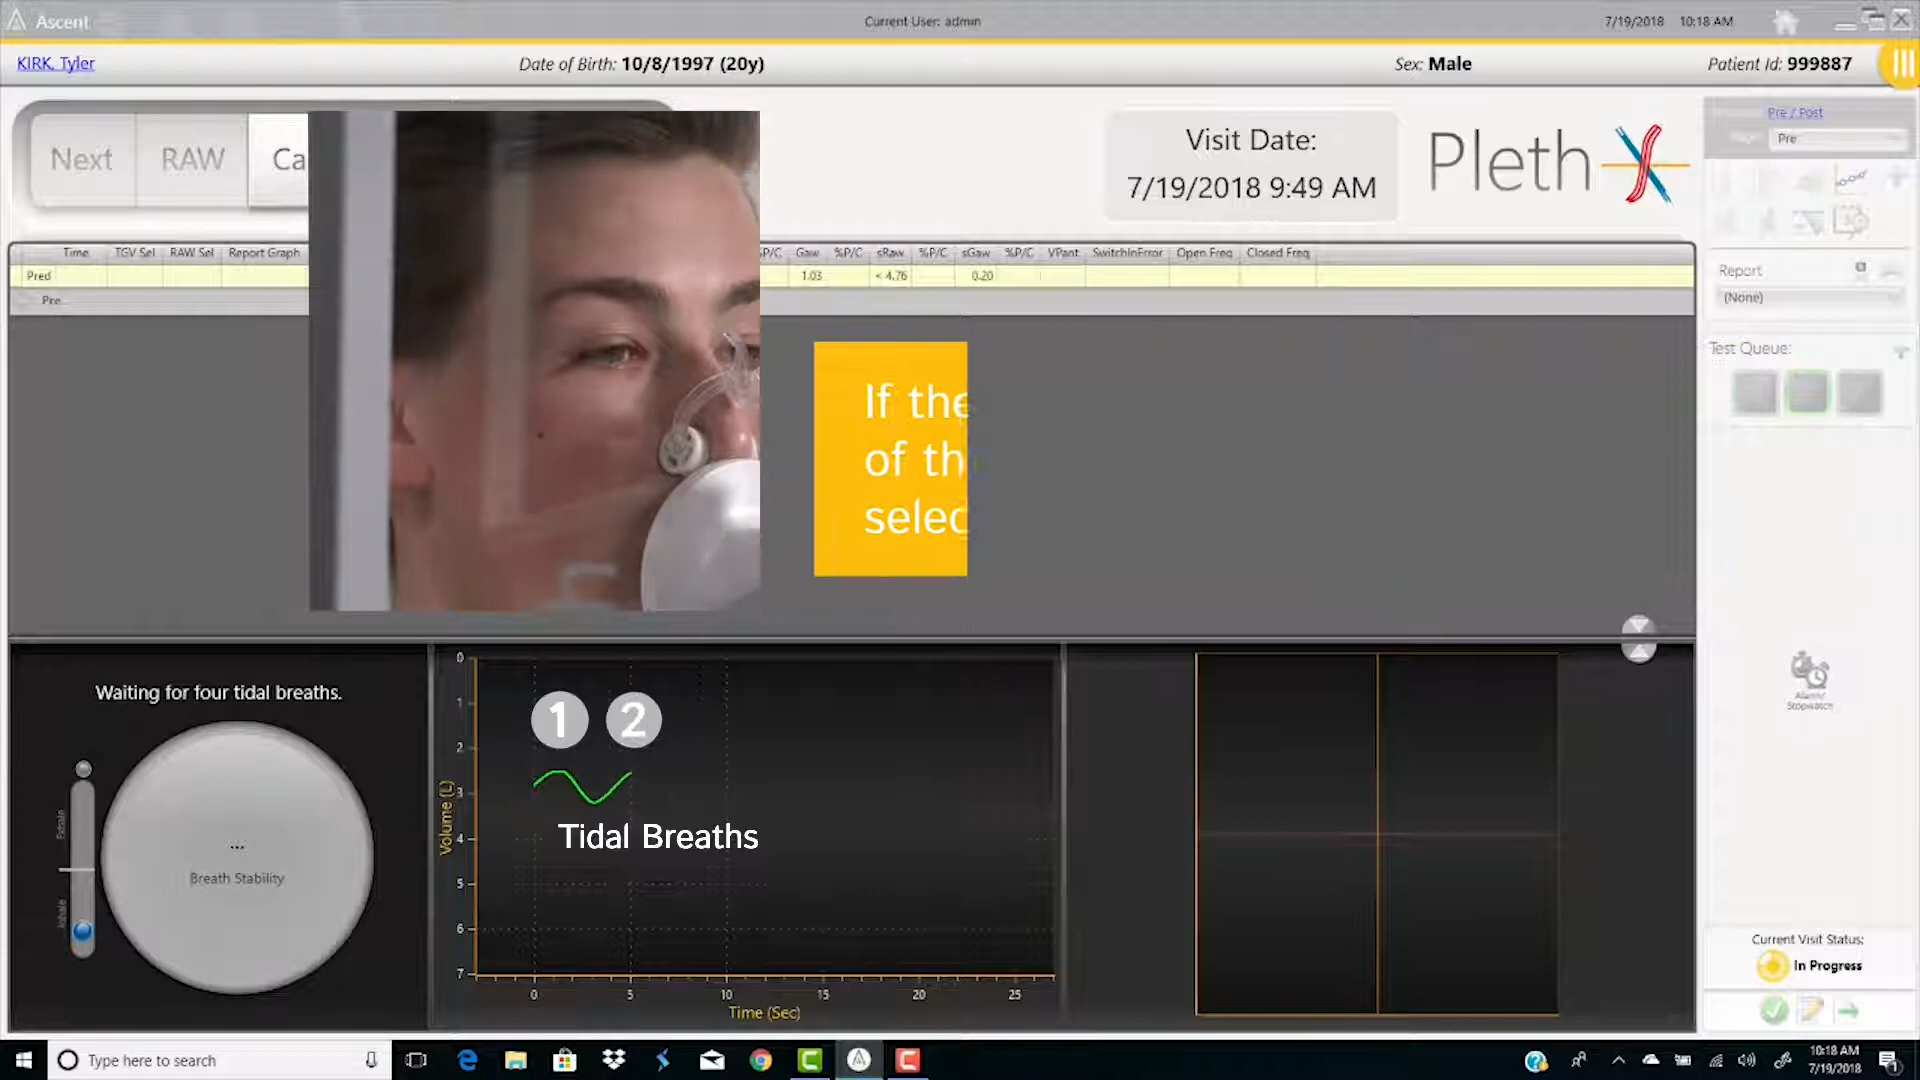 Ascent
Current User: admin
7/19/2018 10:18 AM
KIRK, Tyler
Date of Birth: 10/8/1997 (20y)
Sex: Male
Patient Id: 999887
Next
RAW
Ca
Visit Date:
7/19/2018 9:49 AM
Pleth
Pre / Post
Pre
Time TGV Sel RAW Sel Report Graph %P/C Gaw %P/C sRaw %P/C sGaw %P/C VPant SwitchInError Open Freq Closed Freq
Pred 1.03 < 4.76 0.20
Pre
Report
(None)
Test Queue:
If the
of th
selec
Waiting for four tidal breaths.
...
Breath Stability
Exhale
Inhale
1 2
Tidal Breaths
Volume (L)
0
1
2
3
4
5
6
7
0 5 10 15 20 25
Time (Sec)
Alarm/
Stopwatch
Current Visit Status:
In Progress
Type here to search
10:18 AM
7/19/2018
1